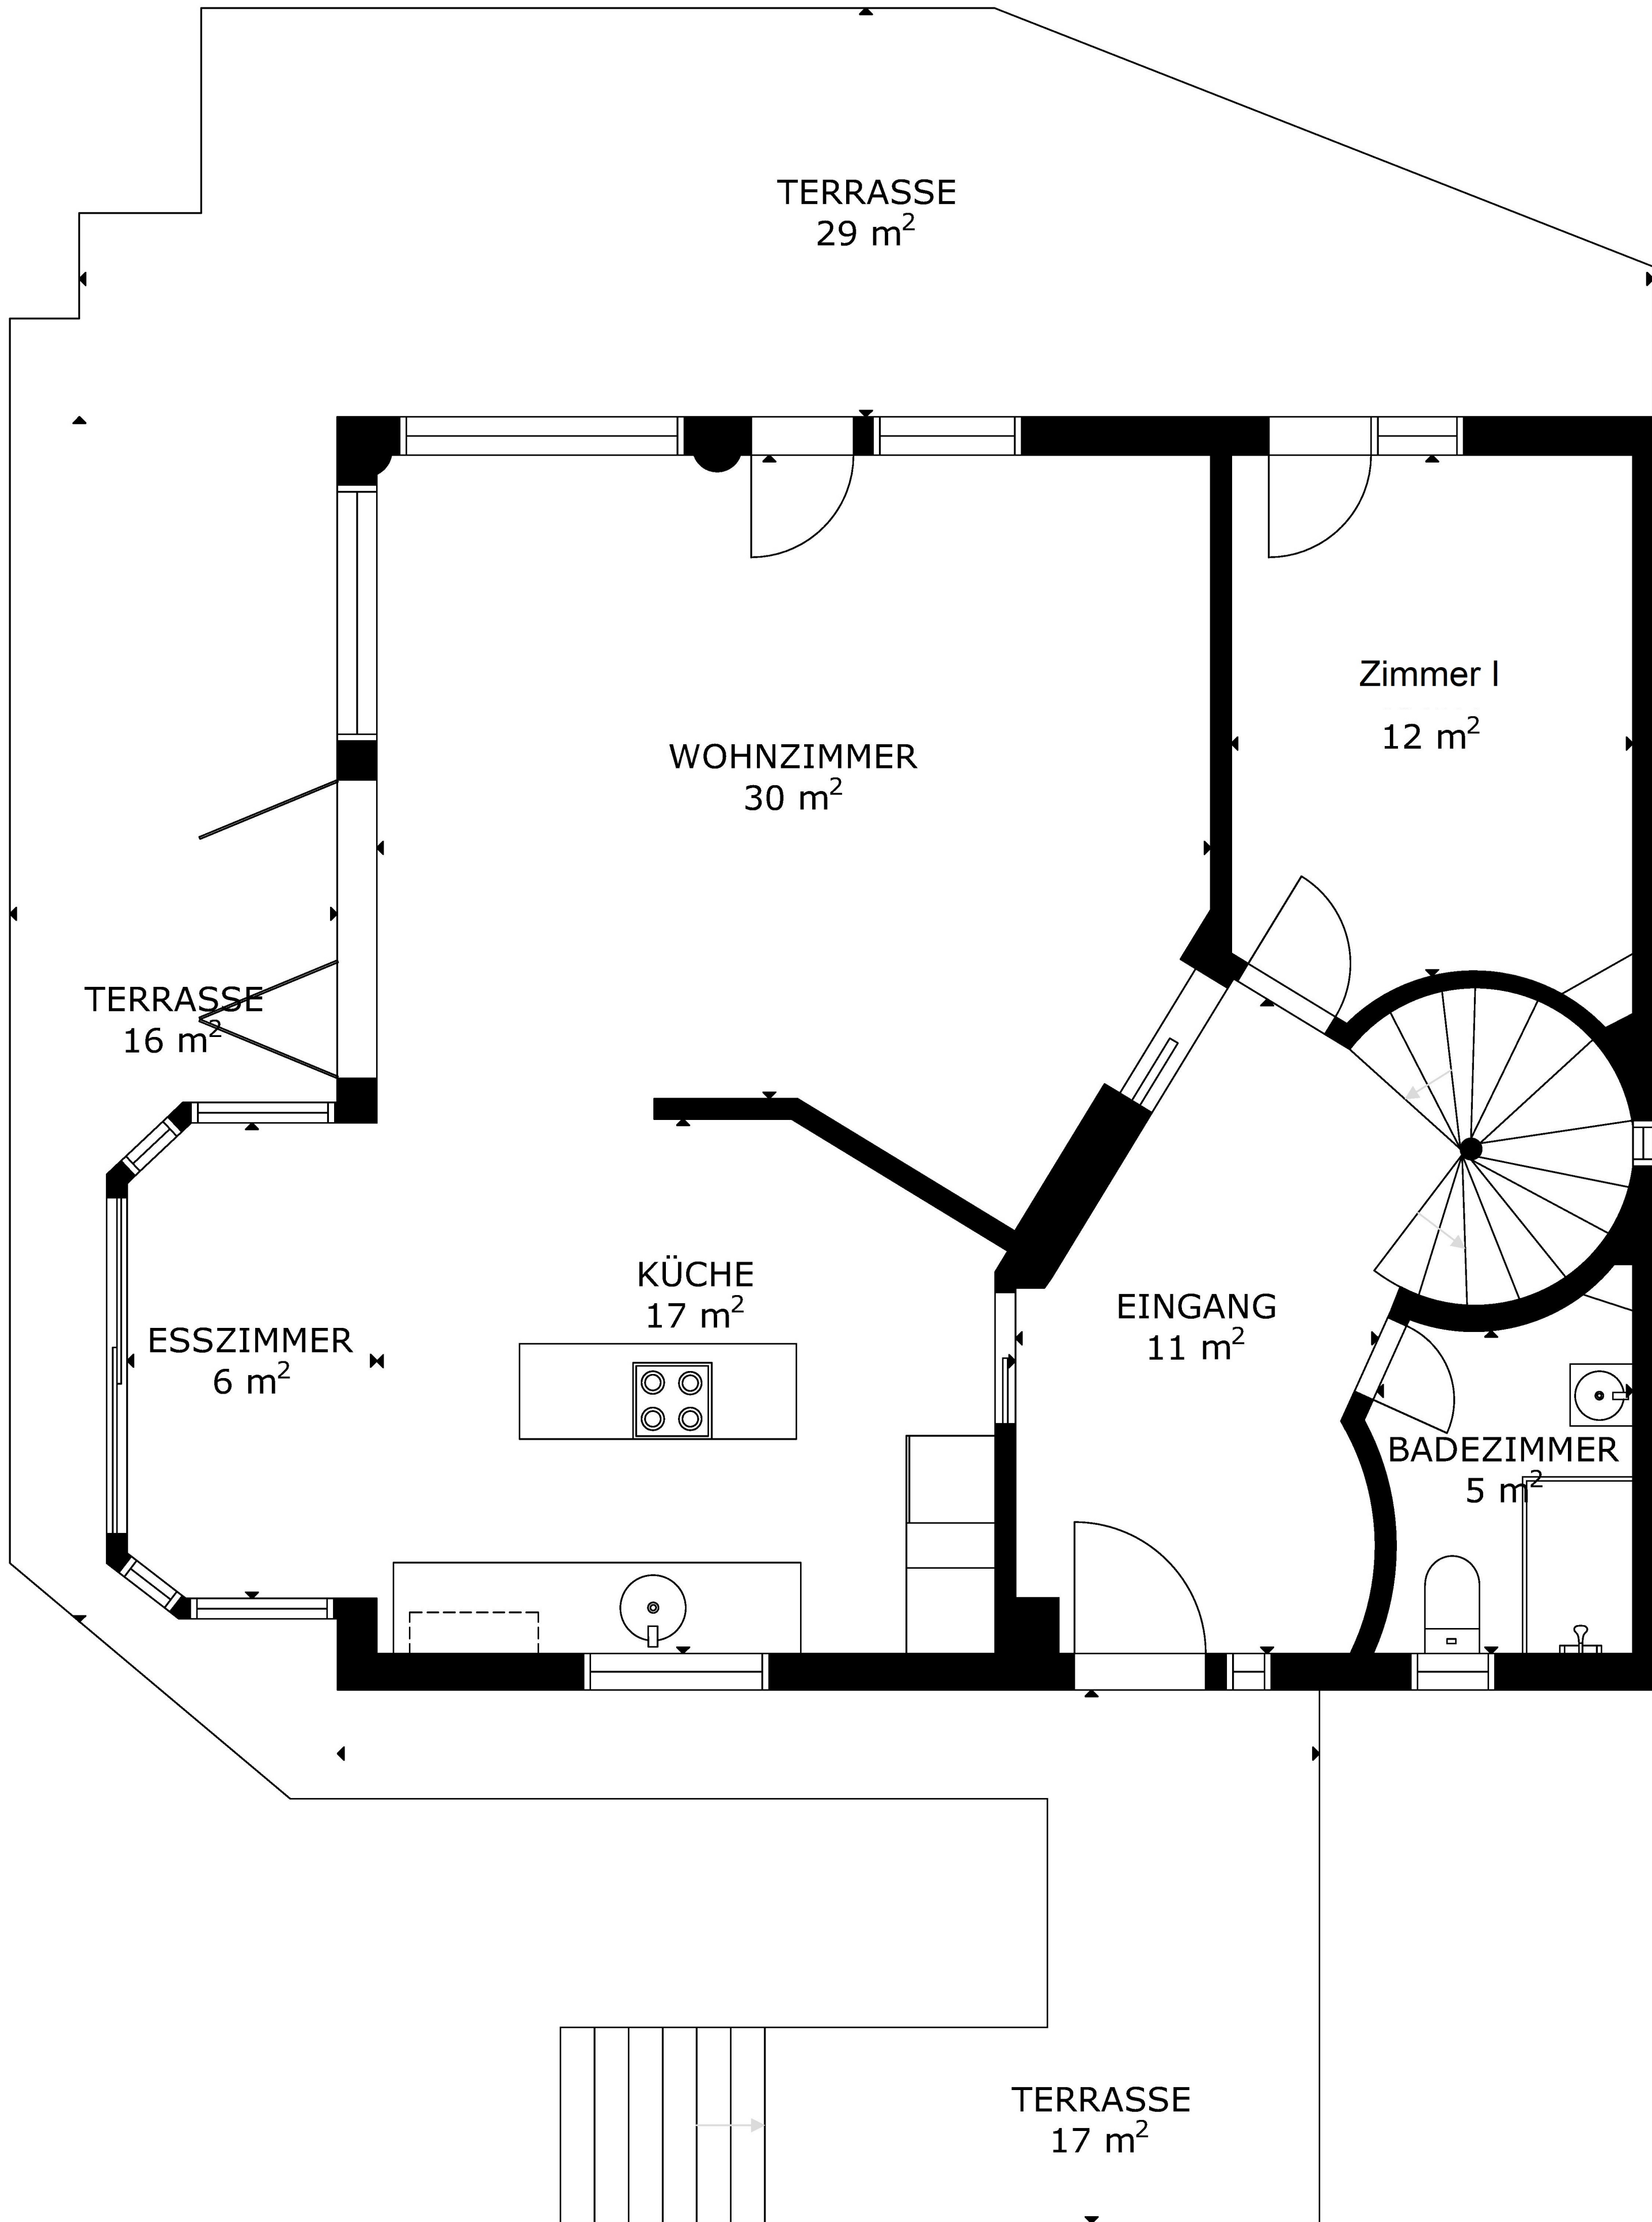 TERRASSE
29 m²
Zimmer I
12 m²
WOHNZIMMER
30 m²
TERRASSE
16 m²
KÜCHE
17 m²
EINGANG
11 m²
ESSZIMMER
6 m²
BADEZIMMER
5 m²
TERRASSE
17 m²